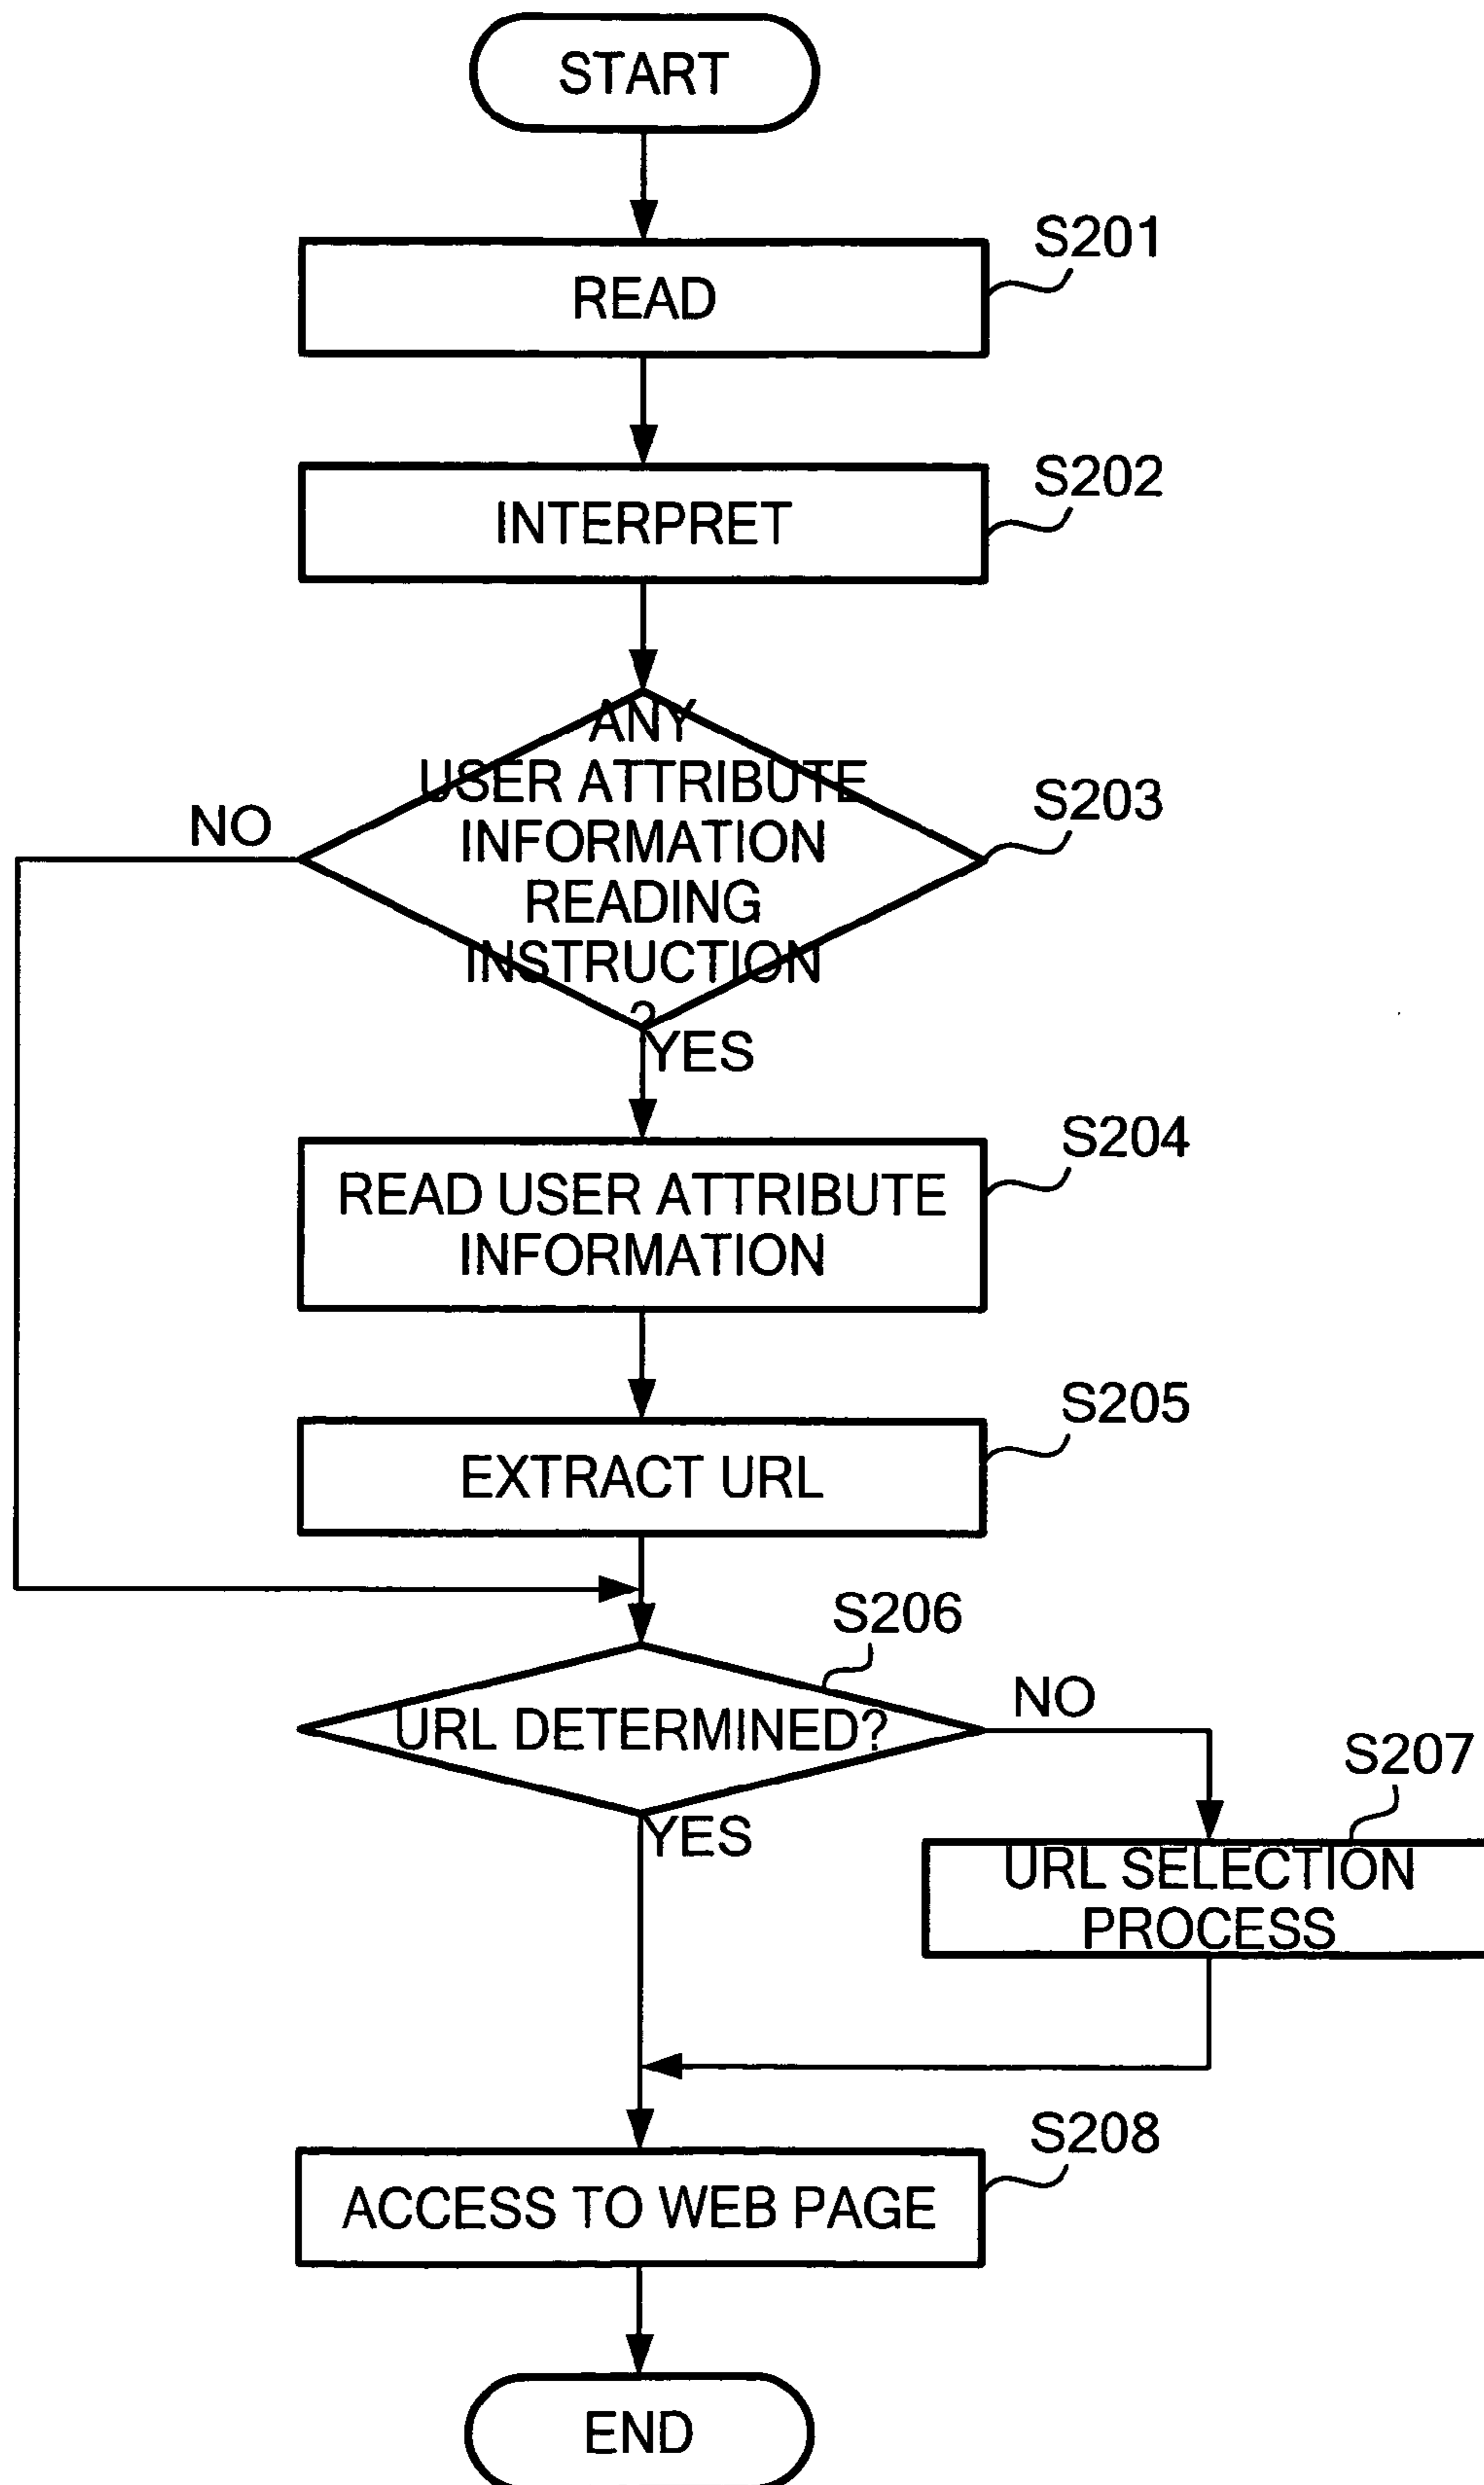 START
S201
READ
S202
INTERPRET
ANY
USER ATTRIBUTE
INFORMATION
READING
INSTRUCTION
?
S203
NO
YES
S204
READ USER ATTRIBUTE
INFORMATION
S205
EXTRACT URL
S206
URL DETERMINED?
NO
YES
S207
URL SELECTION
PROCESS
S208
ACCESS TO WEB PAGE
END